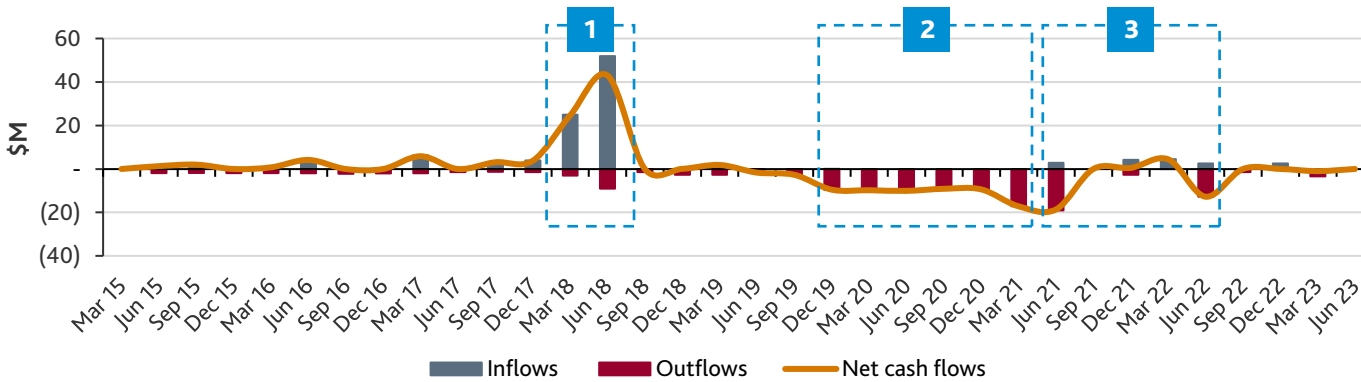 1
2
3
60
40
20
-
(20)
(40)
$M
Mar 15
Jun 15
Sep 15
Dec 15
Mar 16
Jun 16
Sep 16
Dec 16
Mar 17
Jun 17
Sep 17
Dec 17
Mar 18
Jun 18
Sep 18
Dec 18
Mar 19
Jun 19
Sep 19
Dec 19
Mar 20
Jun 20
Sep 20
Dec 20
Mar 21
Jun 21
Sep 21
Dec 21
Mar 22
Jun 22
Sep 22
Dec 22
Mar 23
Jun 23
Inflows
Outflows
Net cash flows